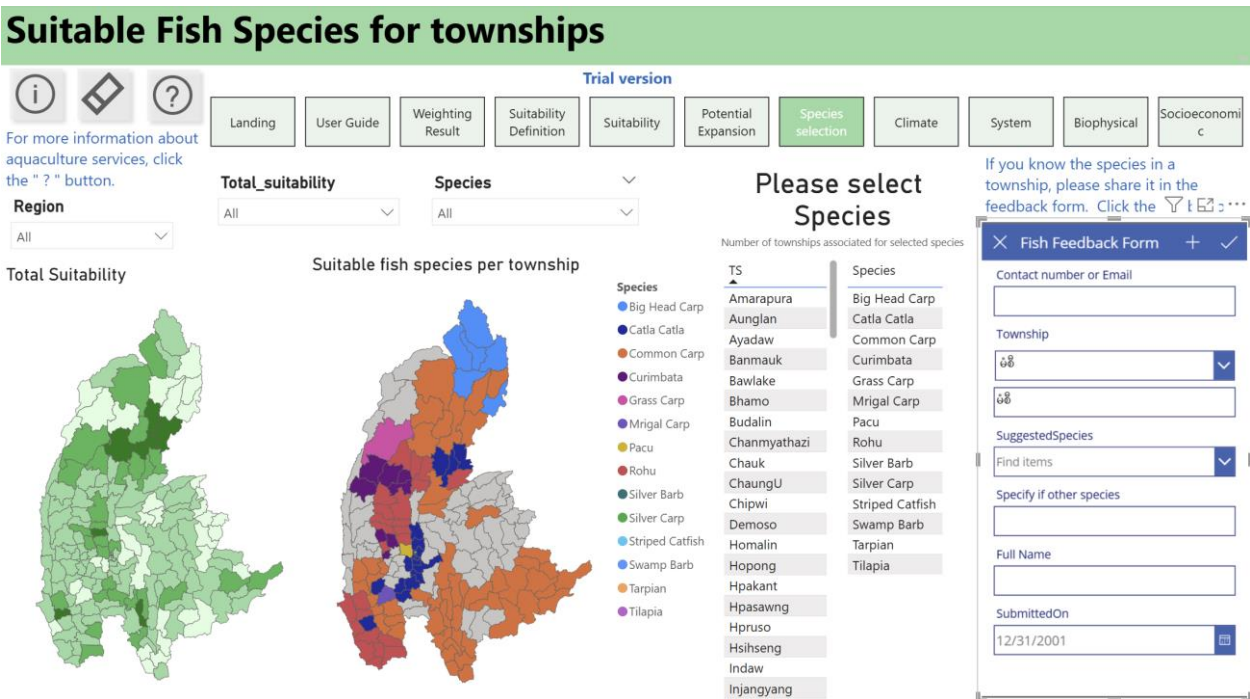 Suitable Fish Species for townships
Trial version
For more information about
aquaculture services, click
the " ? " button.
Landing
User Guide
Weighting
Result
Suitability
Definition
Suitability
Potential
Expansion
Species
selection
Climate
System
Biophysical
Socioeconomi
c
Region
All
Total_suitability
All
Species
All
Please select
Species
Number of townships associated for selected species
If you know the species in a
township, please share it in the
feedback form. Click the
Total Suitability
Suitable fish species per township
Species
Big Head Carp
Catla Catla
Common Carp
Curimbata
Grass Carp
Mrigal Carp
Pacu
Rohu
Silver Barb
Silver Carp
Striped Catfish
Swamp Barb
Tarpian
Tilapia
TS
Amarapura
Aunglan
Ayadaw
Banmauk
Bawlake
Bhamo
Budalin
Chanmyathazi
Chauk
ChaungU
Chipwi
Demoso
Homalin
Hopong
Hpakant
Hpasawng
Hpruso
Hsihseng
Indaw
Injangyang
Species
Big Head Carp
Catla Catla
Common Carp
Curimbata
Grass Carp
Mrigal Carp
Pacu
Rohu
Silver Barb
Silver Carp
Striped Catfish
Swamp Barb
Tarpian
Tilapia
Fish Feedback Form
Contact number or Email
Township
မံစီ
မံစီ
SuggestedSpecies
Find items
Specify if other species
Full Name
SubmittedOn
12/31/2001